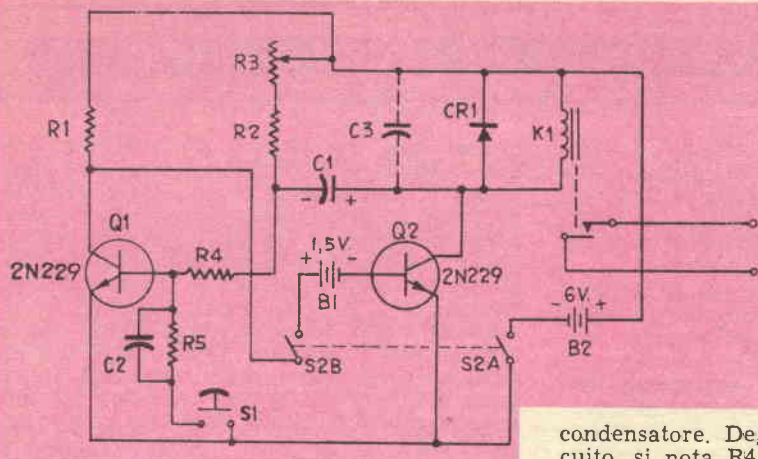 R1
R3
R2
C3
CR1
K1
C1
- +
Q1
2N229
R4
1,5V.
+ -
B1
Q2
2N229
-6V+
B2
C2
R5
S1
S2B
S2A
condensatore. De
cuito, si nota R4